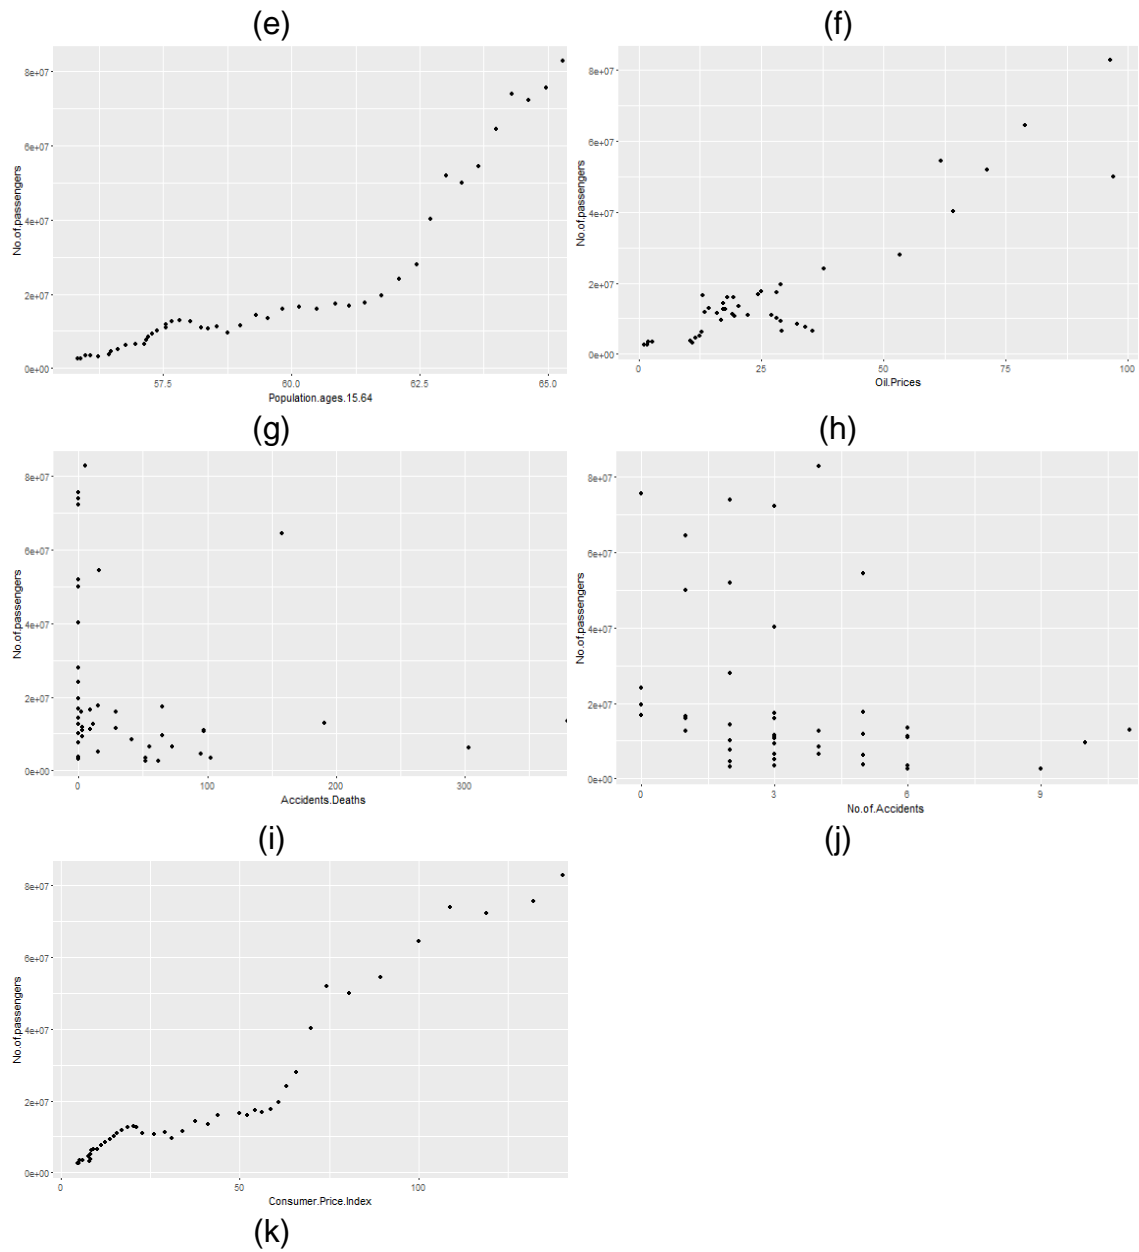 (e)
(f)
No.of.passengers
8e+07
6e+07
4e+07
2e+07
0e+00
57.5
60.0
62.5
65.0
Population.ages.15.64
No.of.passengers
8e+07
6e+07
4e+07
2e+07
0e+00
0
25
50
75
100
Oil.Prices
(g)
(h)
No.of.passengers
8e+07
6e+07
4e+07
2e+07
0e+00
0
100
200
300
Accidents.Deaths
No.of.passengers
8e+07
6e+07
4e+07
2e+07
0e+00
0
3
6
9
No.of.Accidents
(i)
(j)
No.of.passengers
8e+07
6e+07
4e+07
2e+07
0e+00
0
50
100
Consumer.Price.Index
(k)